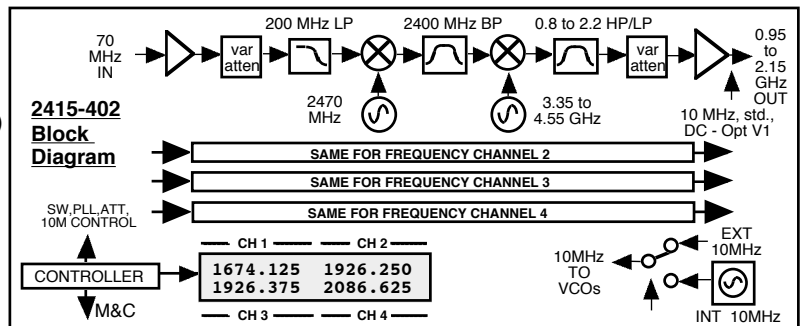 200 MHz LP
2400 MHz BP
0.8 to 2.2 HP/LP
70
MHz
IN
var
atten
var
atten
0.95
to
2.15
GHz
OUT
2470
MHz
3.35 to
4.55 GHz
10 MHz, std.,
DC - Opt V1
2415-402
Block
Diagram
SAME FOR FREQUENCY CHANNEL 2
SAME FOR FREQUENCY CHANNEL 3
SAME FOR FREQUENCY CHANNEL 4
SW,PLL,ATT,
10M CONTROL
CONTROLLER
M&C
CH 1 CH 2
1674.125 1926.250
1926.375 2086.625
CH 3 CH 4
10MHz
TO
VCOs
EXT
10MHz
INT 10MHz